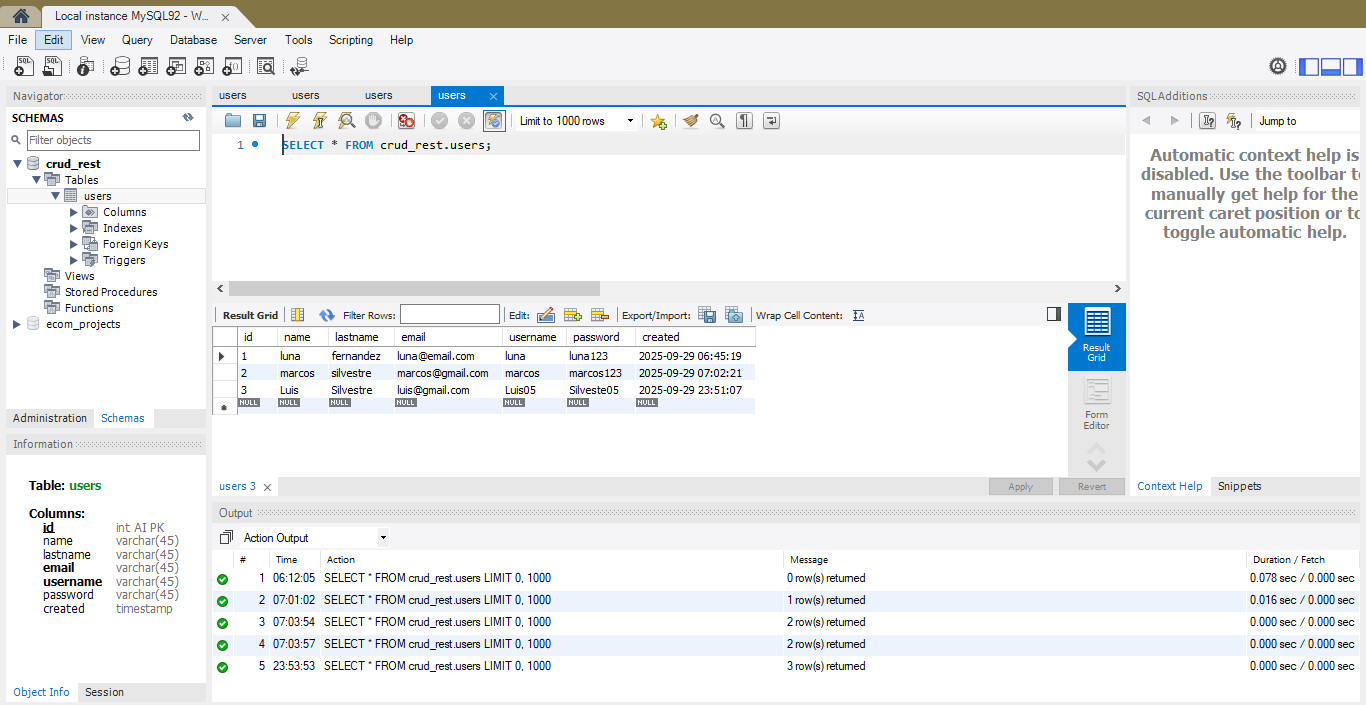 Local instance MySQL92 - W...
File Edit View Query Database Server Tools Scripting Help
Navigator
SCHEMAS
Filter objects
crud_rest
Tables
users
Columns
Indexes
Foreign Keys
Triggers
Views
Stored Procedures
Functions
ecom_projects
Administration Schemas
Information
Table: users
Columns:
id int AI PK
name varchar(45)
lastname varchar(45)
email varchar(45)
username varchar(45)
password varchar(45)
created timestamp
Object Info Session
users users users users
Limit to 1000 rows
1 SELECT * FROM crud_rest.users;
Result Grid Filter Rows: Edit: Export/Import: Wrap Cell Content:
id name lastname email username password created
1 luna fernandez luna@email.com luna luna123 2025-09-29 06:45:19
2 marcos silvestre marcos@gmail.com marcos marcos123 2025-09-29 07:02:21
3 Luis Silvestre luis@gmail.com Luis05 Silveste05 2025-09-29 23:51:07
NULL NULL NULL NULL NULL NULL NULL
Result
Grid
Form
Editor
users 3 Apply Revert
SQLAdditions
Jump to
Automatic context help is
disabled. Use the toolbar to
manually get help for the
current caret position or to
toggle automatic help.
Context Help Snippets
Output
Action Output
# Time Action Message Duration / Fetch
1 06:12:05 SELECT * FROM crud_rest.users LIMIT 0, 1000 0 row(s) returned 0.078 sec / 0.000 sec
2 07:01:02 SELECT * FROM crud_rest.users LIMIT 0, 1000 1 row(s) returned 0.016 sec / 0.000 sec
3 07:03:54 SELECT * FROM crud_rest.users LIMIT 0, 1000 2 row(s) returned 0.000 sec / 0.000 sec
4 07:03:57 SELECT * FROM crud_rest.users LIMIT 0, 1000 2 row(s) returned 0.000 sec / 0.000 sec
5 23:53:53 SELECT * FROM crud_rest.users LIMIT 0, 1000 3 row(s) returned 0.000 sec / 0.000 sec